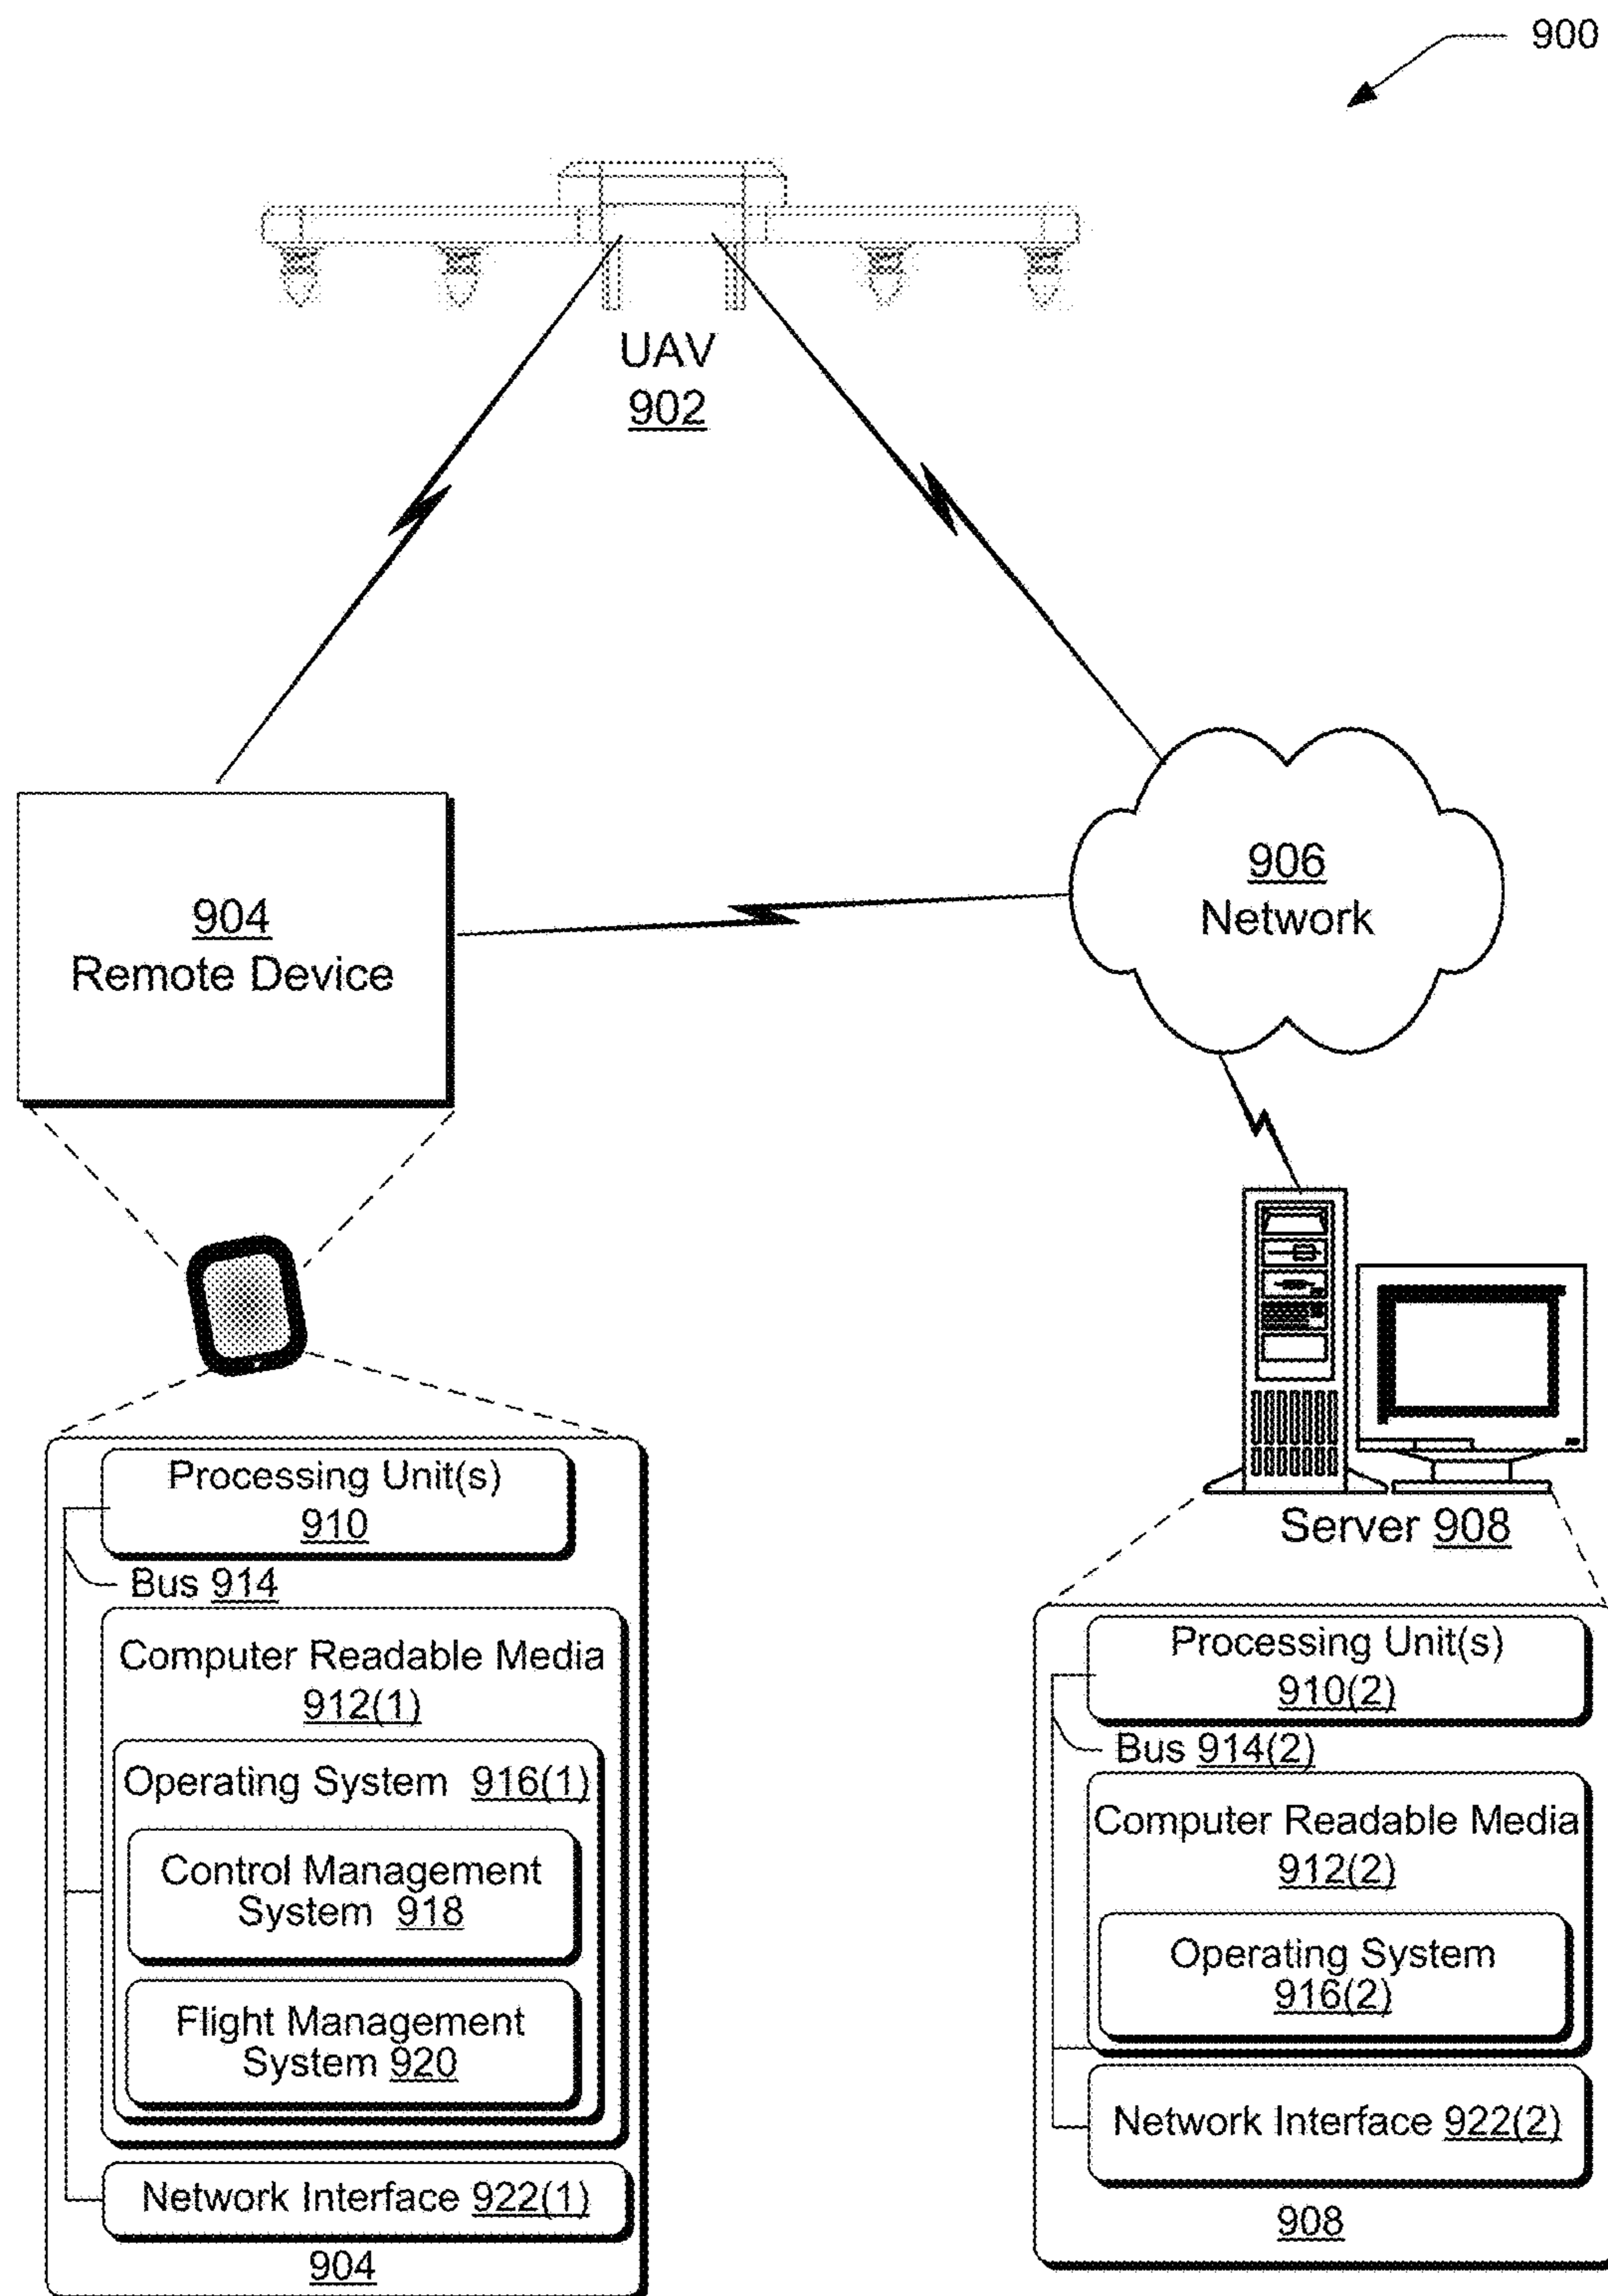 900
UAV
902
904
Remote Device
906
Network
Processing Unit(s)
910
Bus 914
Computer Readable Media
912(1)
Operating System 916(1)
Control Management
System 918
Flight Management
System 920
Network Interface 922(1)
904
Server 908
Processing Unit(s)
910(2)
Bus 914(2)
Computer Readable Media
912(2)
Operating System
916(2)
Network Interface 922(2)
908